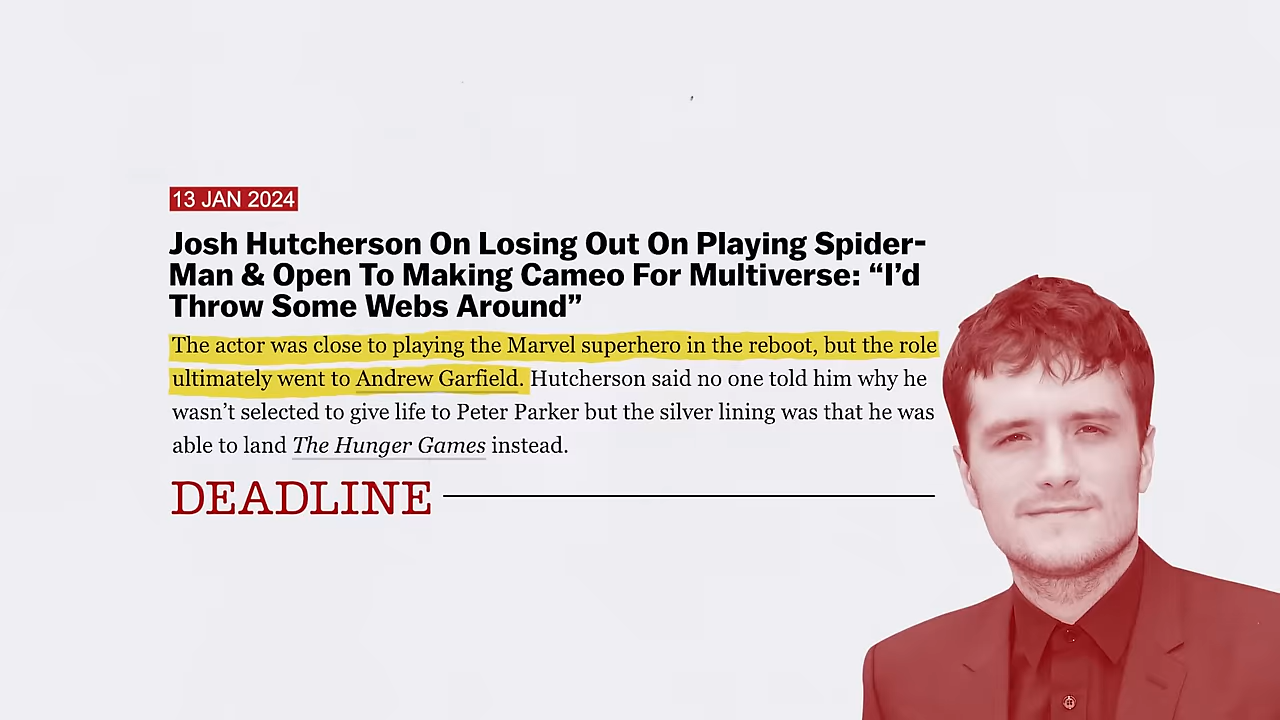 13 JAN 2024
Josh Hutcherson On Losing Out On Playing Spider-
Man & Open To Making Cameo For Multiverse: “I’d
Throw Some Webs Around”
The actor was close to playing the Marvel superhero in the reboot, but the role
ultimately went to Andrew Garfield. Hutcherson said no one told him why he
wasn’t selected to give life to Peter Parker but the silver lining was that he was
able to land The Hunger Games instead.
DEADLINE